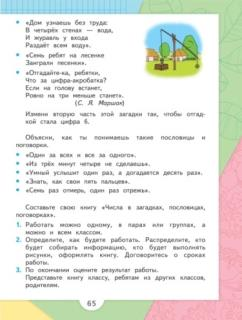 • «Дом узнаешь без труда:
В четырёх стенах — вода,
И журавль у входа
Раздаёт всем воду».
• «Семь ребят на лесенке
Заиграли песенки».
• «Отгадай-ка, ребятки,
Что за цифра-акробатка?
Если на голову встанет,
Ровно на три меньше станет».
(С. Я. Маршак)
Измени вторую часть этой загадки так, чтобы отгад-
кой стала цифра 6.
Объясни, как ты понимаешь такие пословицы и
поговорки.
• «Один за всех и все за одного».
• «Из трёх минут четыре не сделаешь».
• «Умный услышит один раз, а догадается десять раз».
• «Знать, как свои пять пальцев».
• «Семь раз отмерь, один раз отрежь».
Составьте свою книгу «Числа в загадках, пословицах,
поговорках».
1. Работать можно одному, в парах или группах, а
можно и всем классом.
2. Определите, как будете работать. Распределите, кто
будет собирать информацию, кто будет выполнять
рисунки, оформлять книгу. Договоритесь о сроках
работы.
3. По окончании оцените результат работы.
Представьте книгу классу, ребятам из других классов,
родителям.
65